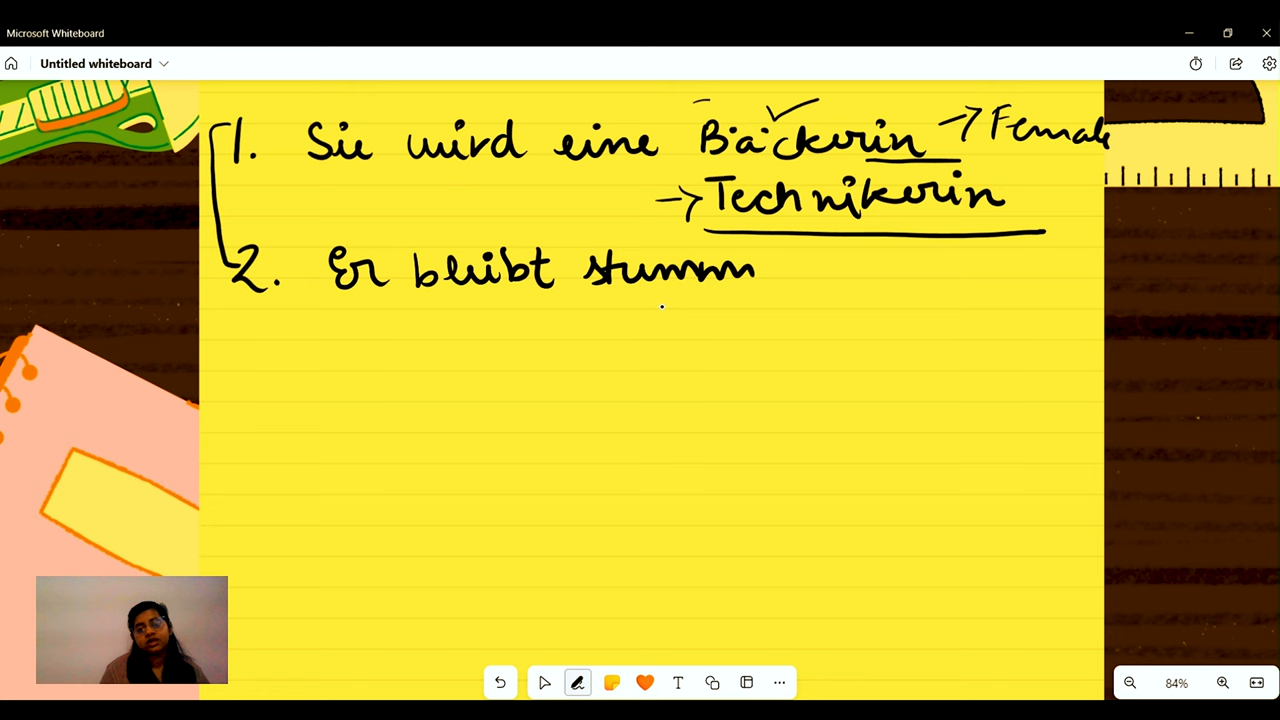 Microsoft Whiteboard
Untitled whiteboard
1. Sie wird eine Bäckerin → Female
→ Technikerin
2. Er bleibt stumm
84%